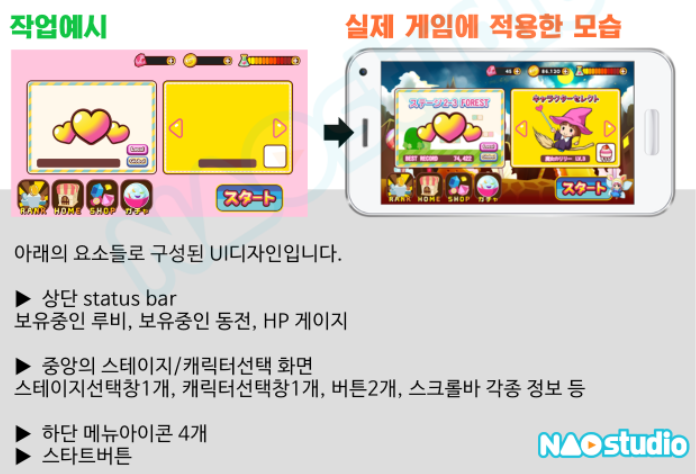 작업예시
실제 게임에 적용한 모습
ステージ2-3 FOREST
キャラクターセレクト
BEST RECORD 74,422
RANK HOME SHOP ガチャ
スタート
RANK HOME SHOP ガチャ
スタート
아래의 요소들로 구성된 UI디자인입니다.
▶ 상단 status bar
보유중인 루비, 보유중인 동전, HP 게이지
▶ 중앙의 스테이지/캐릭터선택 화면
스테이지선택창1개, 캐릭터선택창1개, 버튼2개, 스크롤바 각종 정보 등
▶ 하단 메뉴아이콘 4개
▶ 스타트버튼
NAOstudio